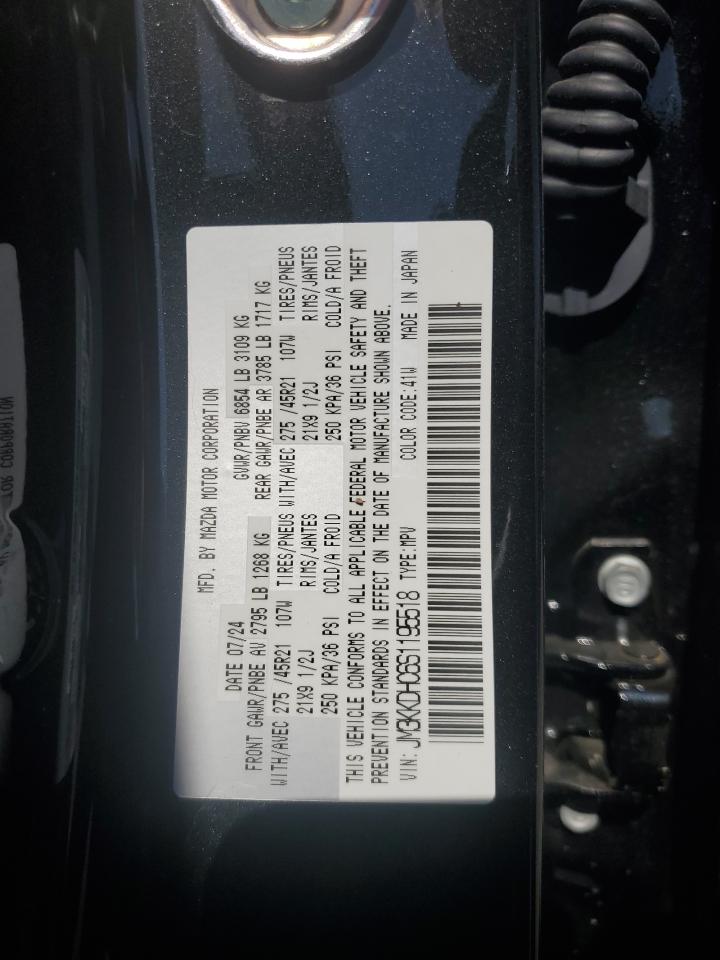 MFD. BY MAZDA MOTOR CORPORATION
DATE 07/24 GVWR/PNBV 6854 LB 3109 KG
FRONT GAWR/PNBE AV 2795 LB 1268 KG REAR GAWR/PNBE AR 3785 LB 1717 KG
WITH/AVEC 275 /45R21 107W TIRES/PNEUS WITH/AVEC 275 /45R21 107W TIRES/PNEUS
21X9 1/2J RIMS/JANTES 21X9 1/2J RIMS/JANTES
250 KPA/36 PSI COLD/A FROID 250 KPA/36 PSI COLD/A FROID
THIS VEHICLE CONFORMS TO ALL APPLICABLE FEDERAL MOTOR VEHICLE SAFETY AND THEFT
PREVENTION STANDARDS IN EFFECT ON THE DATE OF MANUFACTURE SHOWN ABOVE.
VIN: JM3KKDHC6S1195518 TYPE:MPV COLOR CODE:41W MADE IN JAPAN